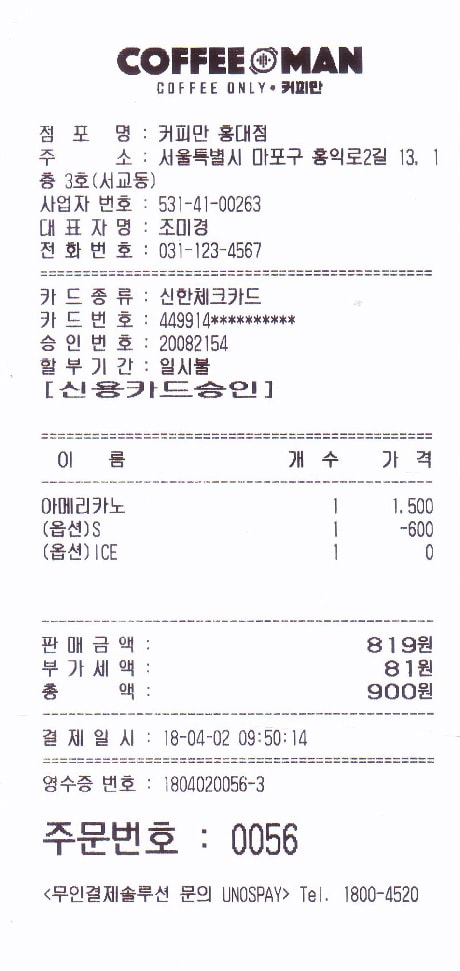 COFFEE MAN
COFFEE ONLY • 커피만
점 포 명 : 커피만 홍대점
주 소 : 서울특별시 마포구 홍익로2길 13, 1
층 3호(서교동)
사업자 번호 : 531-41-00263
대 표 자 명 : 조미경
전 화 번 호 : 031-123-4567
카 드 종 류 : 신한체크카드
카 드 번 호 : 449914**********
승 인 번 호 : 20082154
할 부 기 간 : 일시불
[신용카드승인]
이 름 개 수 가 격
아메리카노 1 1,500
(옵션)S 1 -600
(옵션)ICE 1 0
판 매 금 액 : 819원
부 가 세 액 : 81원
총 액 : 900원
결 제 일 시 : 18-04-02 09:50:14
영수증 번호 : 1804020056-3
주문번호 : 0056
<무인결제솔루션 문의 UNOSPAY> Tel. 1800-4520